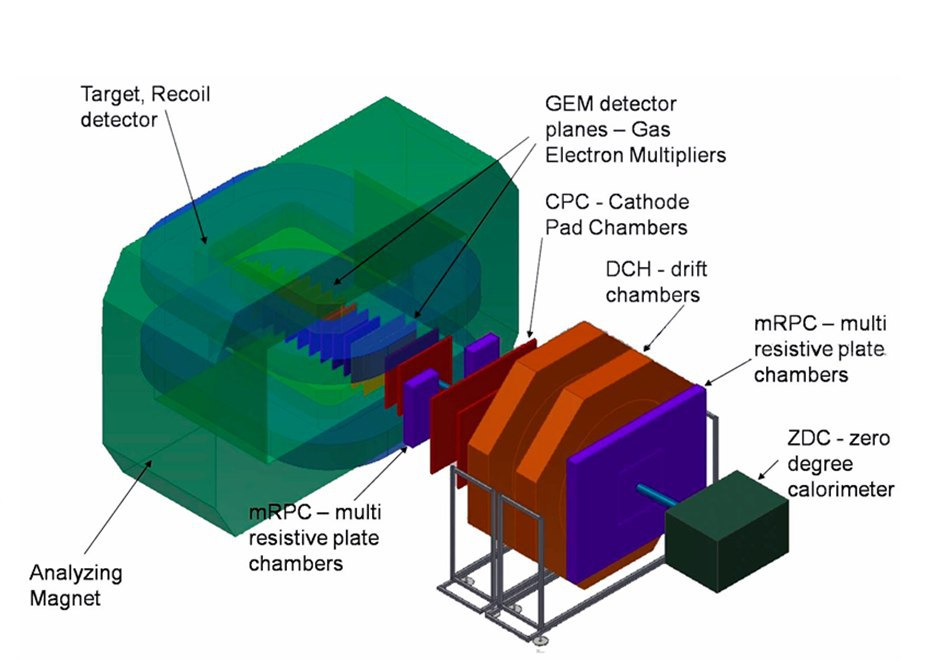 Target, Recoil
detector
GEM detector
planes – Gas
Electron Multipliers
CPC - Cathode
Pad Chambers
DCH - drift
chambers
mRPC – multi
resistive plate
chambers
ZDC - zero
degree
calorimeter
mRPC – multi
resistive plate
chambers
Analyzing
Magnet